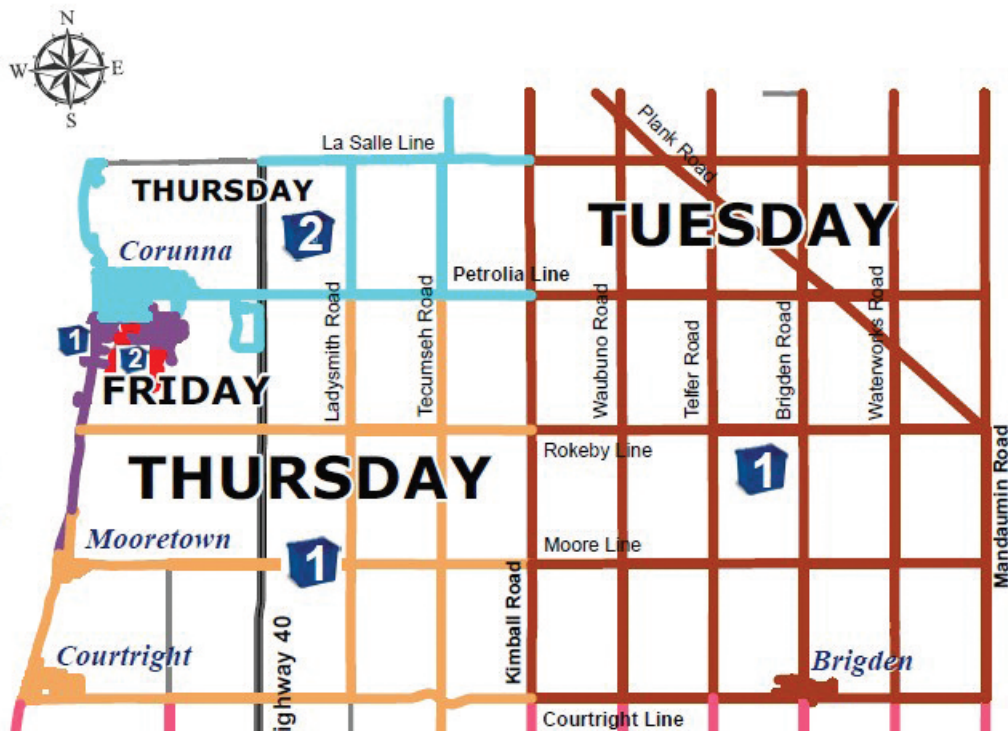 N
W E
S
La Salle Line
Plank Road
THURSDAY
2
TUESDAY
Corunna
Petrolia Line
1
2
FRIDAY
Ladysmith Road
Tecumseh Road
Waubuno Road
Telfer Road
Brigden Road
Waterworks Road
Rokeby Line
THURSDAY
1
Mandaumin Road
Mooretown
1
Moore Line
Kimball Road
Courtright
ighway 40
Brigden
Courtright Line